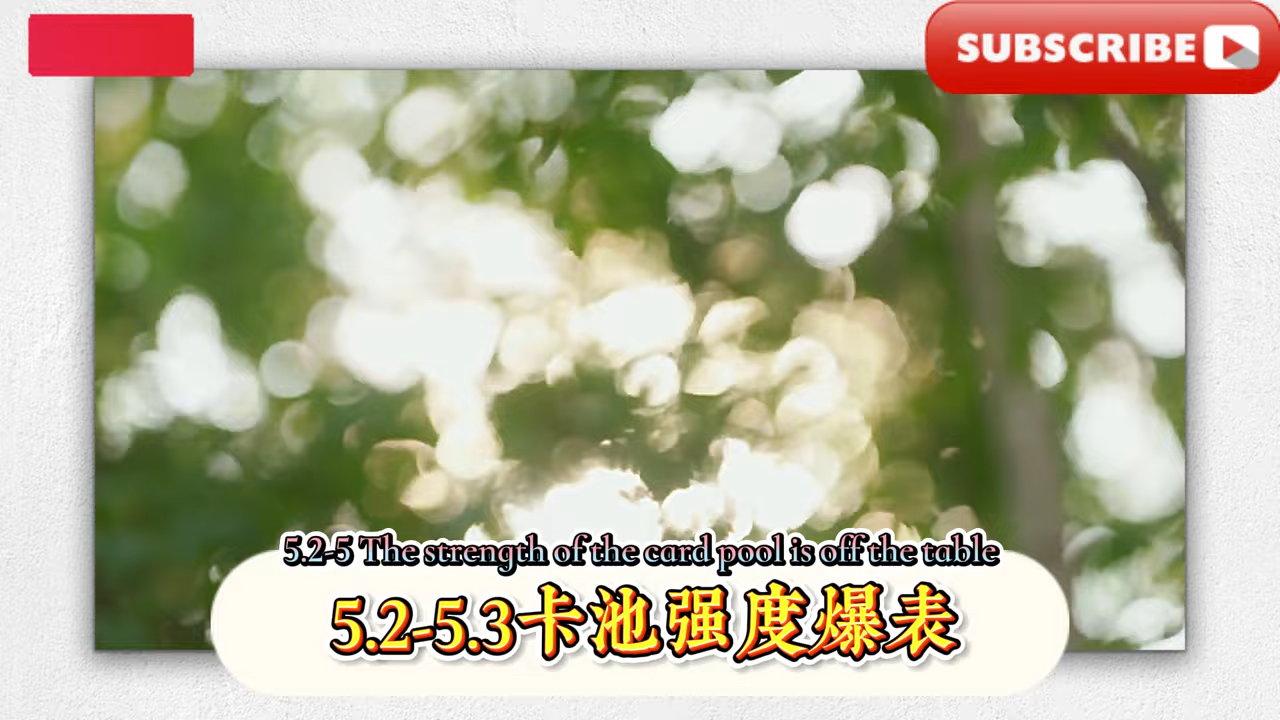 SUBSCRIBE
5.2-5 The strength of the card pool is off the table
5.2-5.3卡池强度爆表